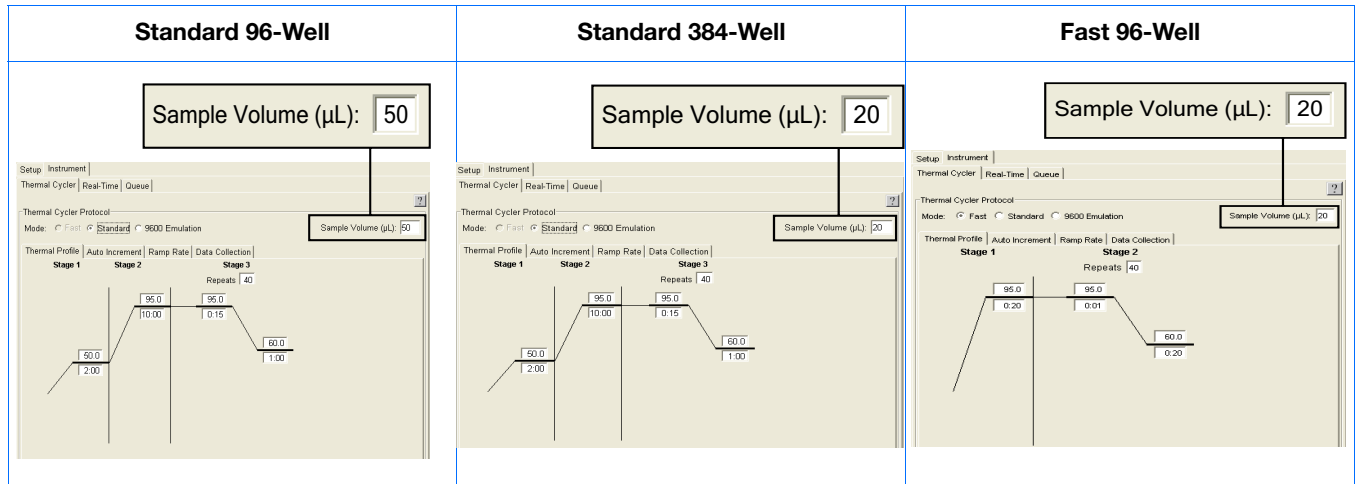 Standard 96-Well
Standard 384-Well
Fast 96-Well
Sample Volume (µL): 50
Setup Instrument
Thermal Cycler Real-Time Queue
?
Thermal Cycler Protocol
Mode: Fast Standard 9600 Emulation
Sample Volume (µL): 50
Thermal Profile Auto Increment Ramp Rate Data Collection
Stage 1 Stage 2 Stage 3
Repeats 40
95.0 95.0
10:00 0:15
60.0
1:00
50.0
2:00
Sample Volume (µL): 20
Setup Instrument
Thermal Cycler Real-Time Queue
?
Thermal Cycler Protocol
Mode: Fast Standard 9600 Emulation
Sample Volume (µL): 20
Thermal Profile Auto Increment Ramp Rate Data Collection
Stage 1 Stage 2 Stage 3
Repeats 40
95.0 95.0
10:00 0:15
60.0
1:00
50.0
2:00
Sample Volume (µL): 20
Setup Instrument
Thermal Cycler Real-Time Queue
?
Thermal Cycler Protocol
Mode: Fast Standard 9600 Emulation
Sample Volume (µL): 20
Thermal Profile Auto Increment Ramp Rate Data Collection
Stage 1 Stage 2
Repeats 40
95.0 95.0
0:20 0:01
60.0
0:20